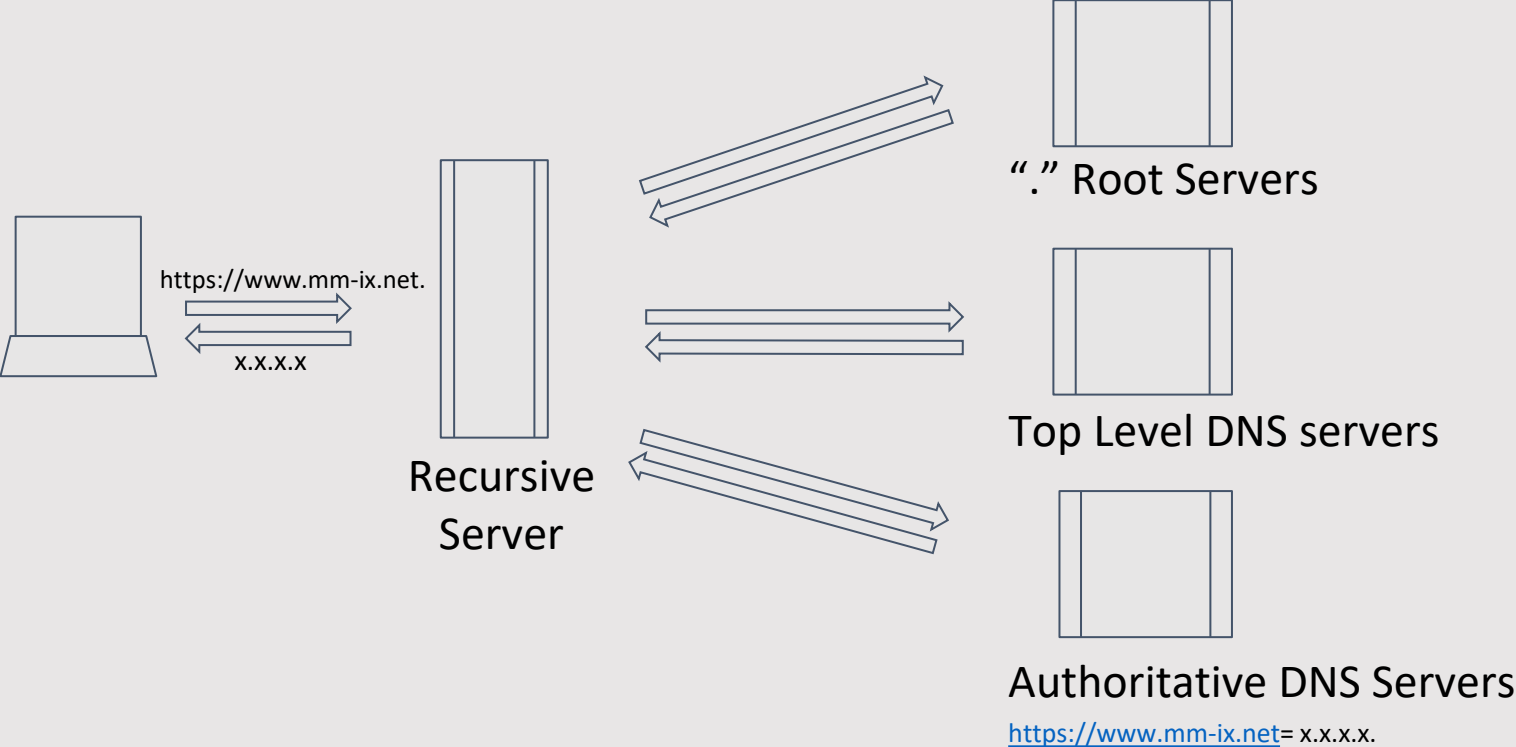 “.” Root Servers
https://www.mm-ix.net.
x.x.x.x
Top Level DNS servers
Recursive
Server
Authoritative DNS Servers
https://www.mm-ix.net= x.x.x.x.